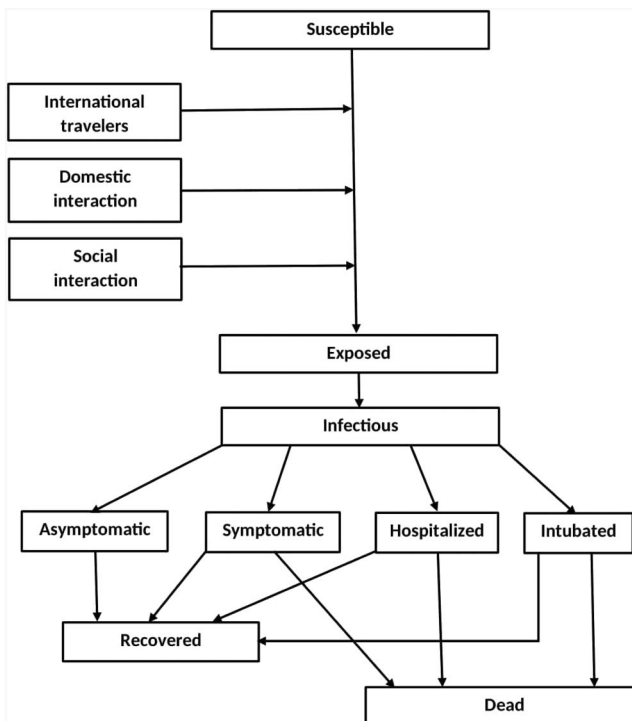 Susceptible
International
travelers
Domestic
interaction
Social
interaction
Exposed
Infectious
Asymptomatic
Symptomatic
Hospitalized
Intubated
Recovered
Dead